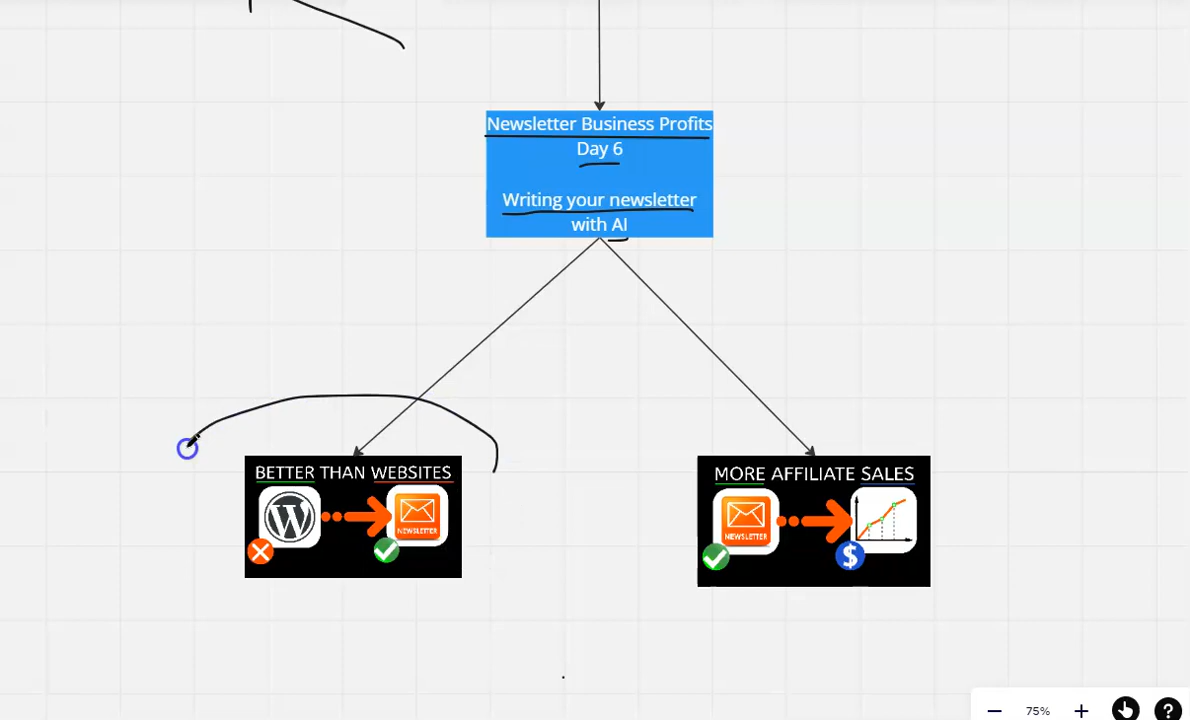 Newsletter Business Profits
Day 6
Writing your newsletter
with AI
BETTER THAN WEBSITES
NEWSLETTER
MORE AFFILIATE SALES
NEWSLETTER
$
75%
?